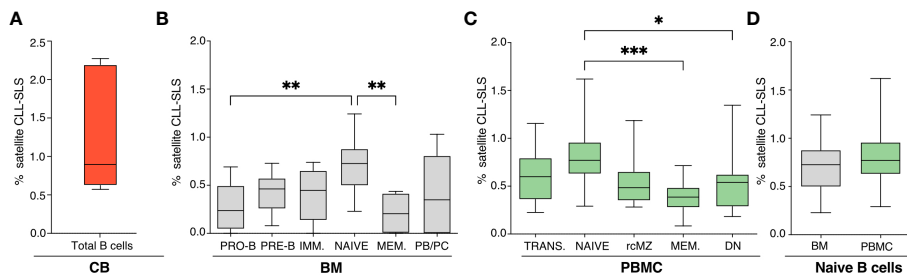 A
% satellite CLL-SLS
2.5
2.0
1.5
1.0
0.5
0.0
Total B cells
CB
B
% satellite CLL-SLS
2.0
1.5
1.0
0.5
0.0
**
**
PRO-B PRE-B IMM. NAIVE MEM. PB/PC
BM
C
% satellite CLL-SLS
2.0
1.5
1.0
0.5
0.0
*
***
TRANS. NAIVE rcMZ MEM. DN
PBMC
D
% satellite CLL-SLS
2.0
1.5
1.0
0.5
0.0
BM PBMC
Naive B cells